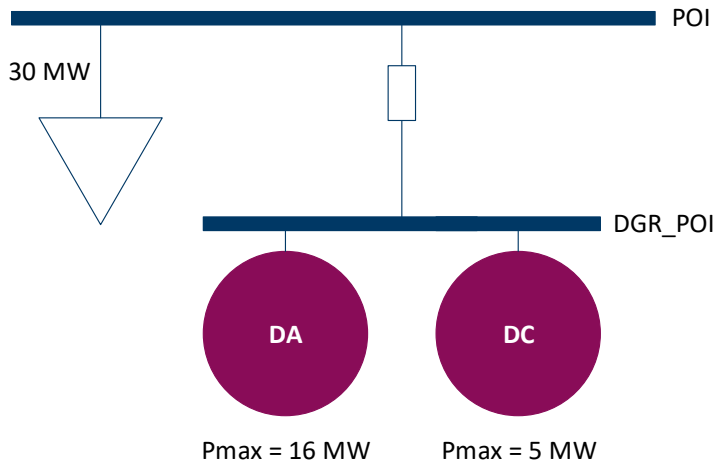 POI
30 MW
DGR_POI
DA
DC
Pmax = 16 MW
Pmax = 5 MW